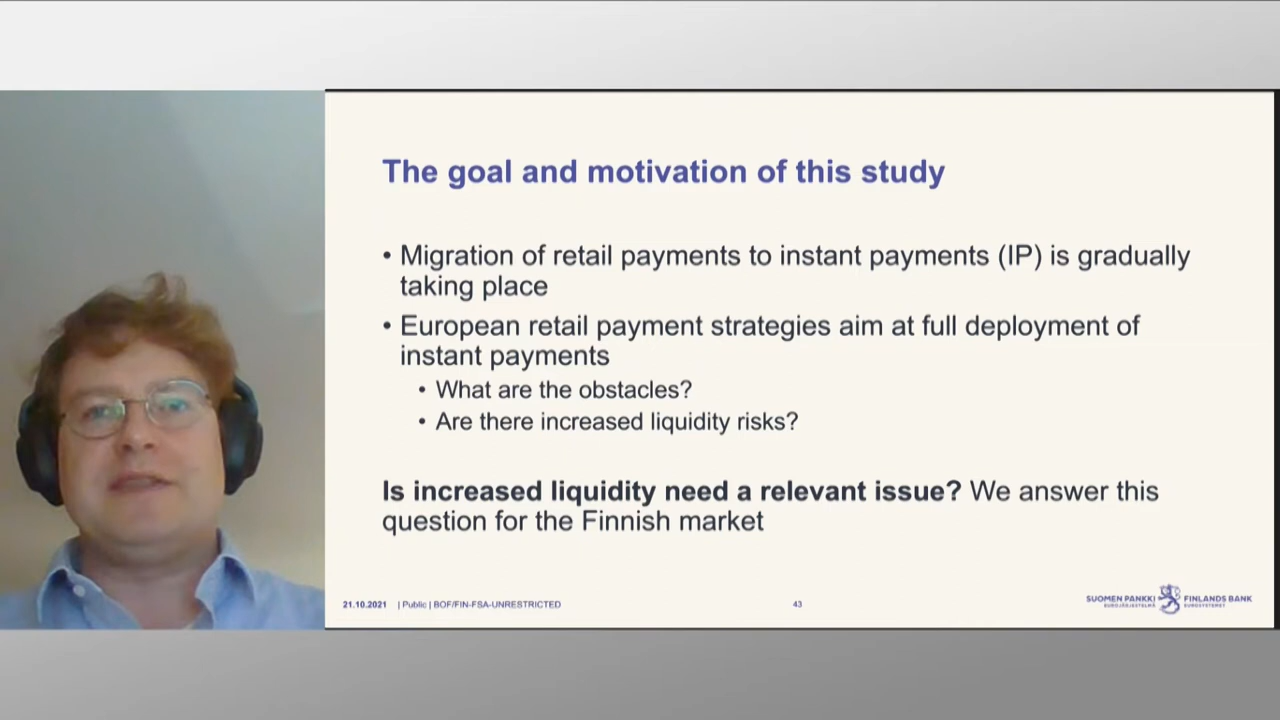 The goal and motivation of this study
• Migration of retail payments to instant payments (IP) is gradually
taking place
• European retail payment strategies aim at full deployment of
instant payments
• What are the obstacles?
• Are there increased liquidity risks?
Is increased liquidity need a relevant issue? We answer this
question for the Finnish market
21.10.2021 | Public | BOF/FIN-FSA-UNRESTRICTED
43
SUOMEN PANKKI FINLANDS BANK
EUROJÄRJESTELMÄ EUROSYSTEMET